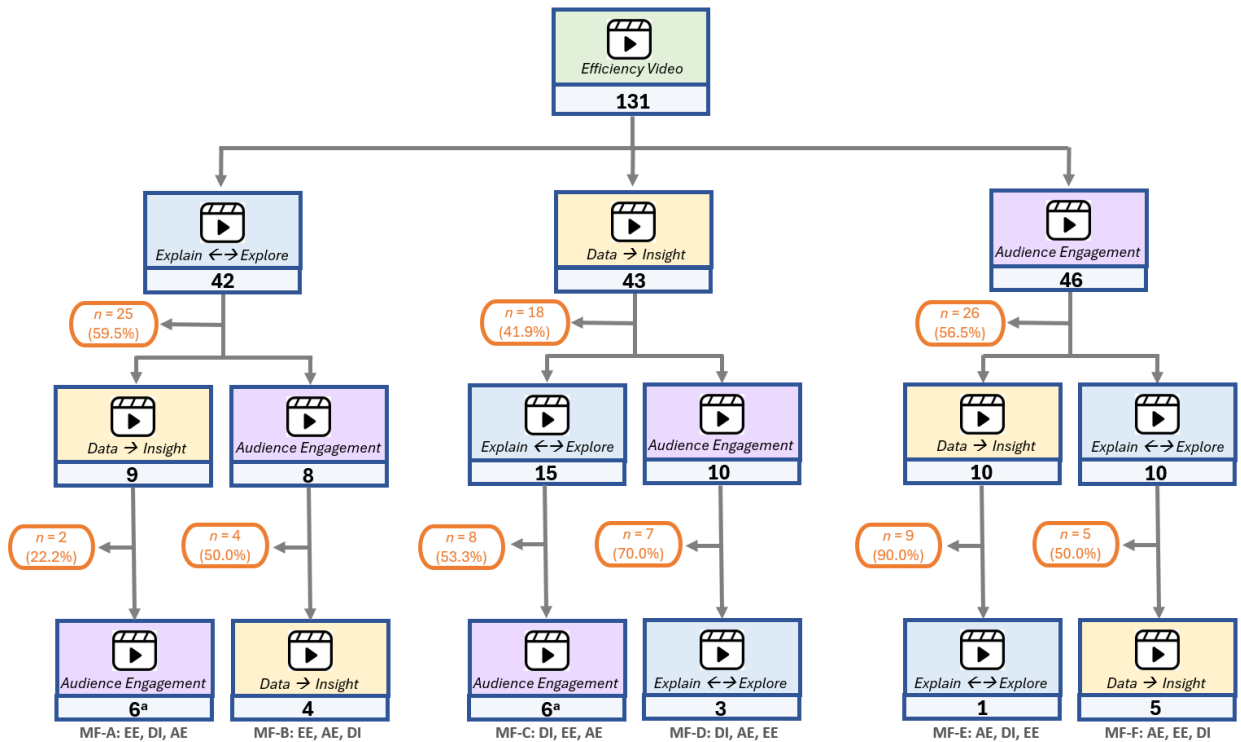 Efficiency Video
131
Explain ←→ Explore
42
Data → Insight
43
Audience Engagement
46
n = 25
(59.5%)
n = 18
(41.9%)
n = 26
(56.5%)
Data → Insight
9
Audience Engagement
8
Explain ←→ Explore
15
Audience Engagement
10
Data → Insight
10
Explain ←→ Explore
10
n = 2
(22.2%)
n = 4
(50.0%)
n = 8
(53.3%)
n = 7
(70.0%)
n = 9
(90.0%)
n = 5
(50.0%)
Audience Engagement
6ᵃ
MF-A: EE, DI, AE
Data → Insight
4
MF-B: EE, AE, DI
Audience Engagement
6ᵃ
MF-C: DI, EE, AE
Explain ←→ Explore
3
MF-D: DI, AE, EE
Explain ←→ Explore
1
MF-E: AE, DI, EE
Data → Insight
5
MF-F: AE, EE, DI